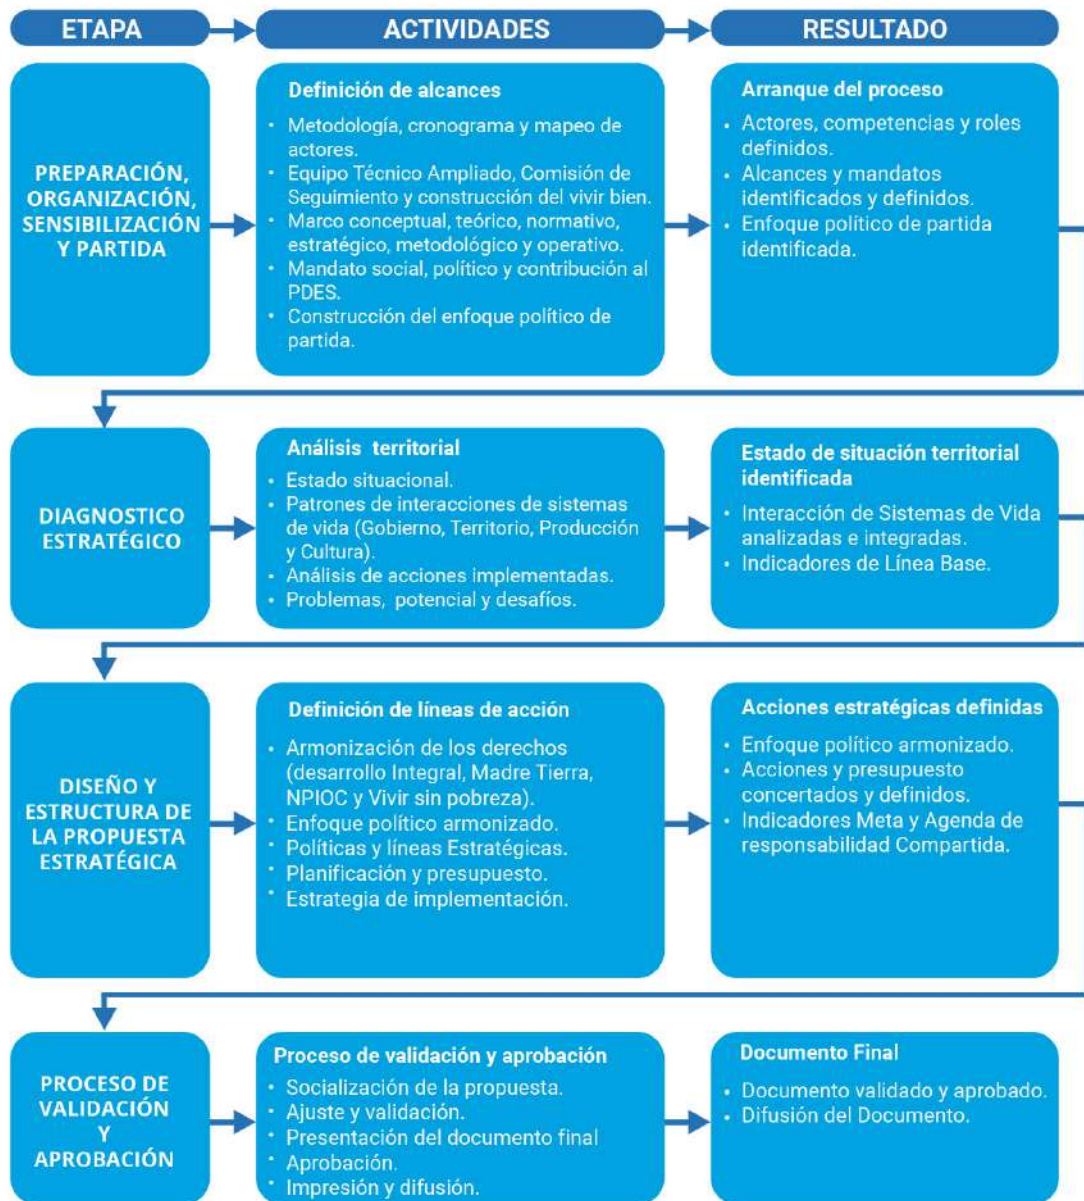 ETAPA
ACTIVIDADES
RESULTADO
PREPARACIÓN,
ORGANIZACIÓN,
SENSIBILIZACIÓN
Y PARTIDA
Definición de alcances
· Metodología, cronograma y mapeo de
actores.
· Equipo Técnico Ampliado, Comisión de
Seguimiento y construcción del vivir bien.
· Marco conceptual, teórico, normativo,
estratégico, metodológico y operativo.
· Mandato social, político y contribución al
PDES.
· Construcción del enfoque político de
partida.
Arranque del proceso
· Actores, competencias y roles
definidos.
· Alcances y mandatos
identificados y definidos.
· Enfoque político de partida
identificada.
DIAGNOSTICO
ESTRATÉGICO
Análisis territorial
· Estado situacional.
· Patrones de interacciones de sistemas
de vida (Gobierno, Territorio, Producción
y Cultura).
· Análisis de acciones implementadas.
· Problemas, potencial y desafíos.
Estado de situación territorial
identificada
· Interacción de Sistemas de Vida
analizadas e integradas.
· Indicadores de Línea Base.
DISEÑO Y
ESTRUCTURA DE
LA PROPUESTA
ESTRATÉGICA
Definición de líneas de acción
· Armonización de los derechos
(desarrollo Integral, Madre Tierra,
NPIOC y Vivir sin pobreza).
· Enfoque político armonizado.
· Políticas y líneas Estratégicas.
· Planificación y presupuesto.
· Estrategia de implementación.
Acciones estratégicas definidas
· Enfoque político armonizado.
· Acciones y presupuesto
concertados y definidos.
· Indicadores Meta y Agenda de
responsabilidad Compartida.
PROCESO DE
VALIDACIÓN
Y
APROBACIÓN
Proceso de validación y aprobación
· Socialización de la propuesta.
· Ajuste y validación.
· Presentación del documento final
· Aprobación.
· Impresión y difusión.
Documento Final
· Documento validado y aprobado.
· Difusión del Documento.